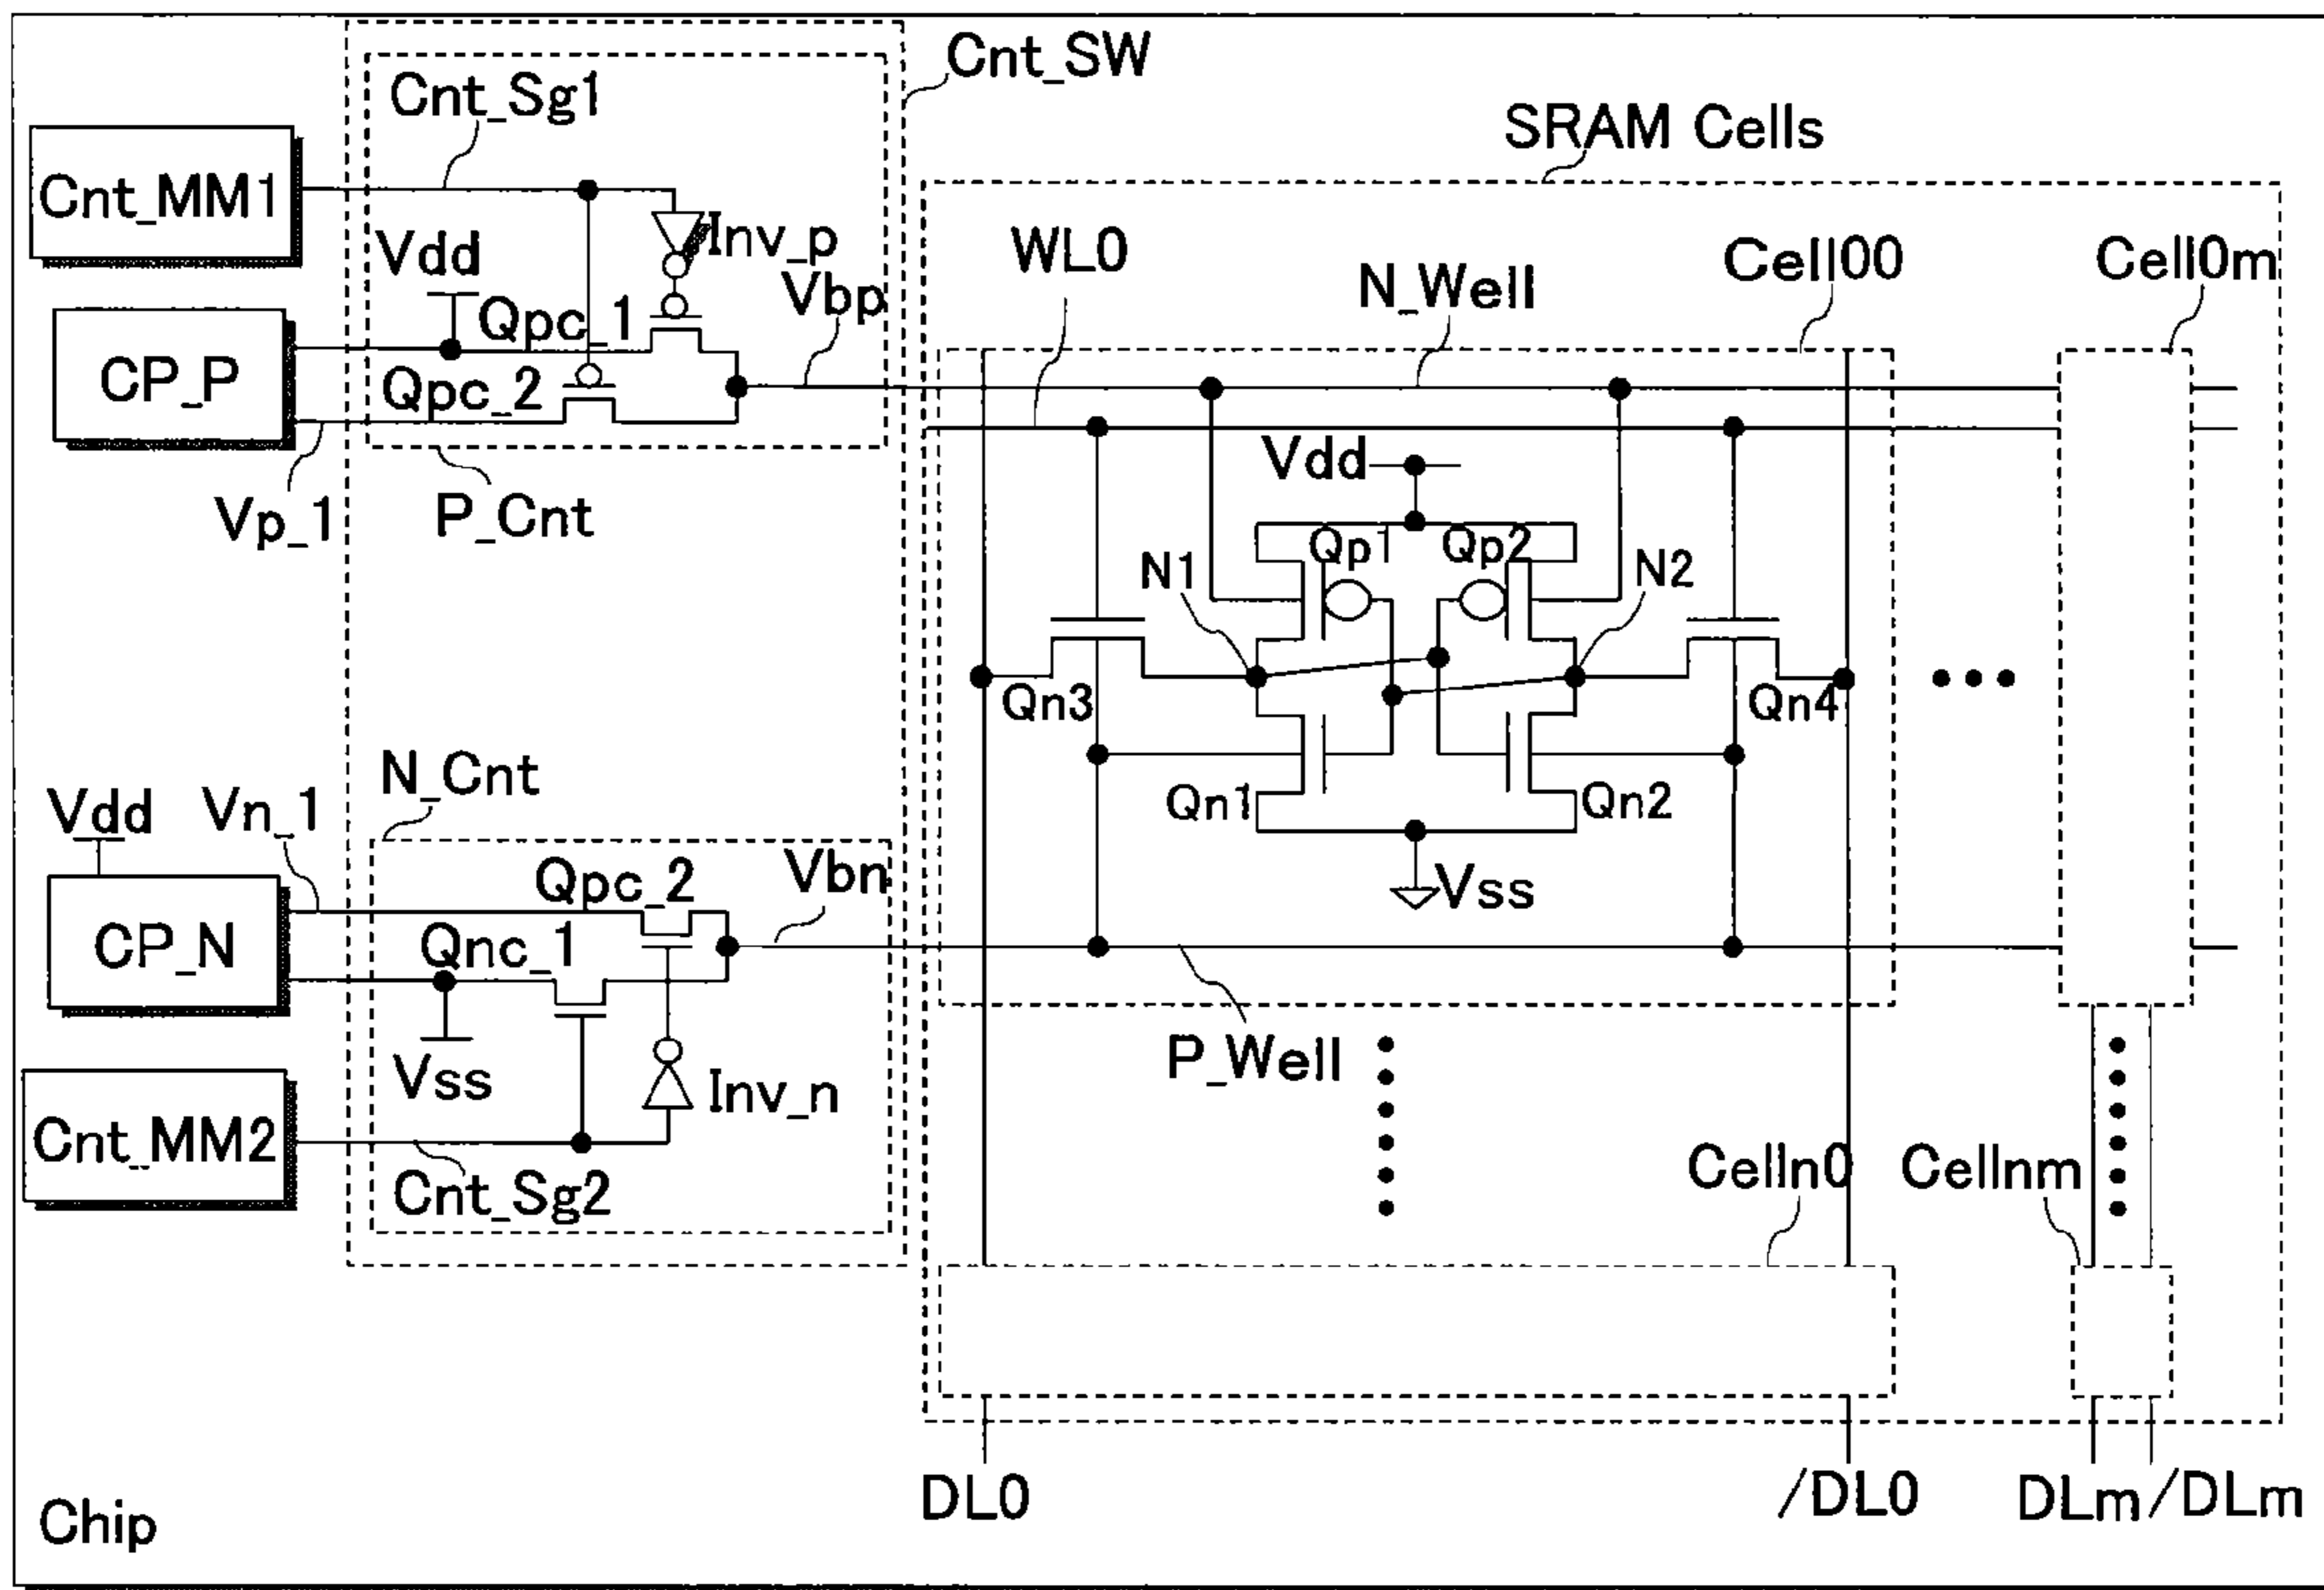 Cnt_SW
Cnt_Sg1
SRAM Cells
Cnt_MM1
Inv_p
Vdd
WL0
Cell00
Cell0m
N_Well
Vbp
Qpc_1
CP_P
Qpc_2
Vdd
Vp_1
P_Cnt
Qp1
Qp2
N1
N2
Qn3
Qn4
N_Cnt
Qn1
Qn2
Vdd
Vn_1
Qpc_2
Vbn
Vss
CP_N
Qnc_1
P_Well
Vss
Inv_n
Cnt_MM2
Cnt_Sg2
Celln0
Cellnm
DL0
/DL0
DLm
/DLm
Chip